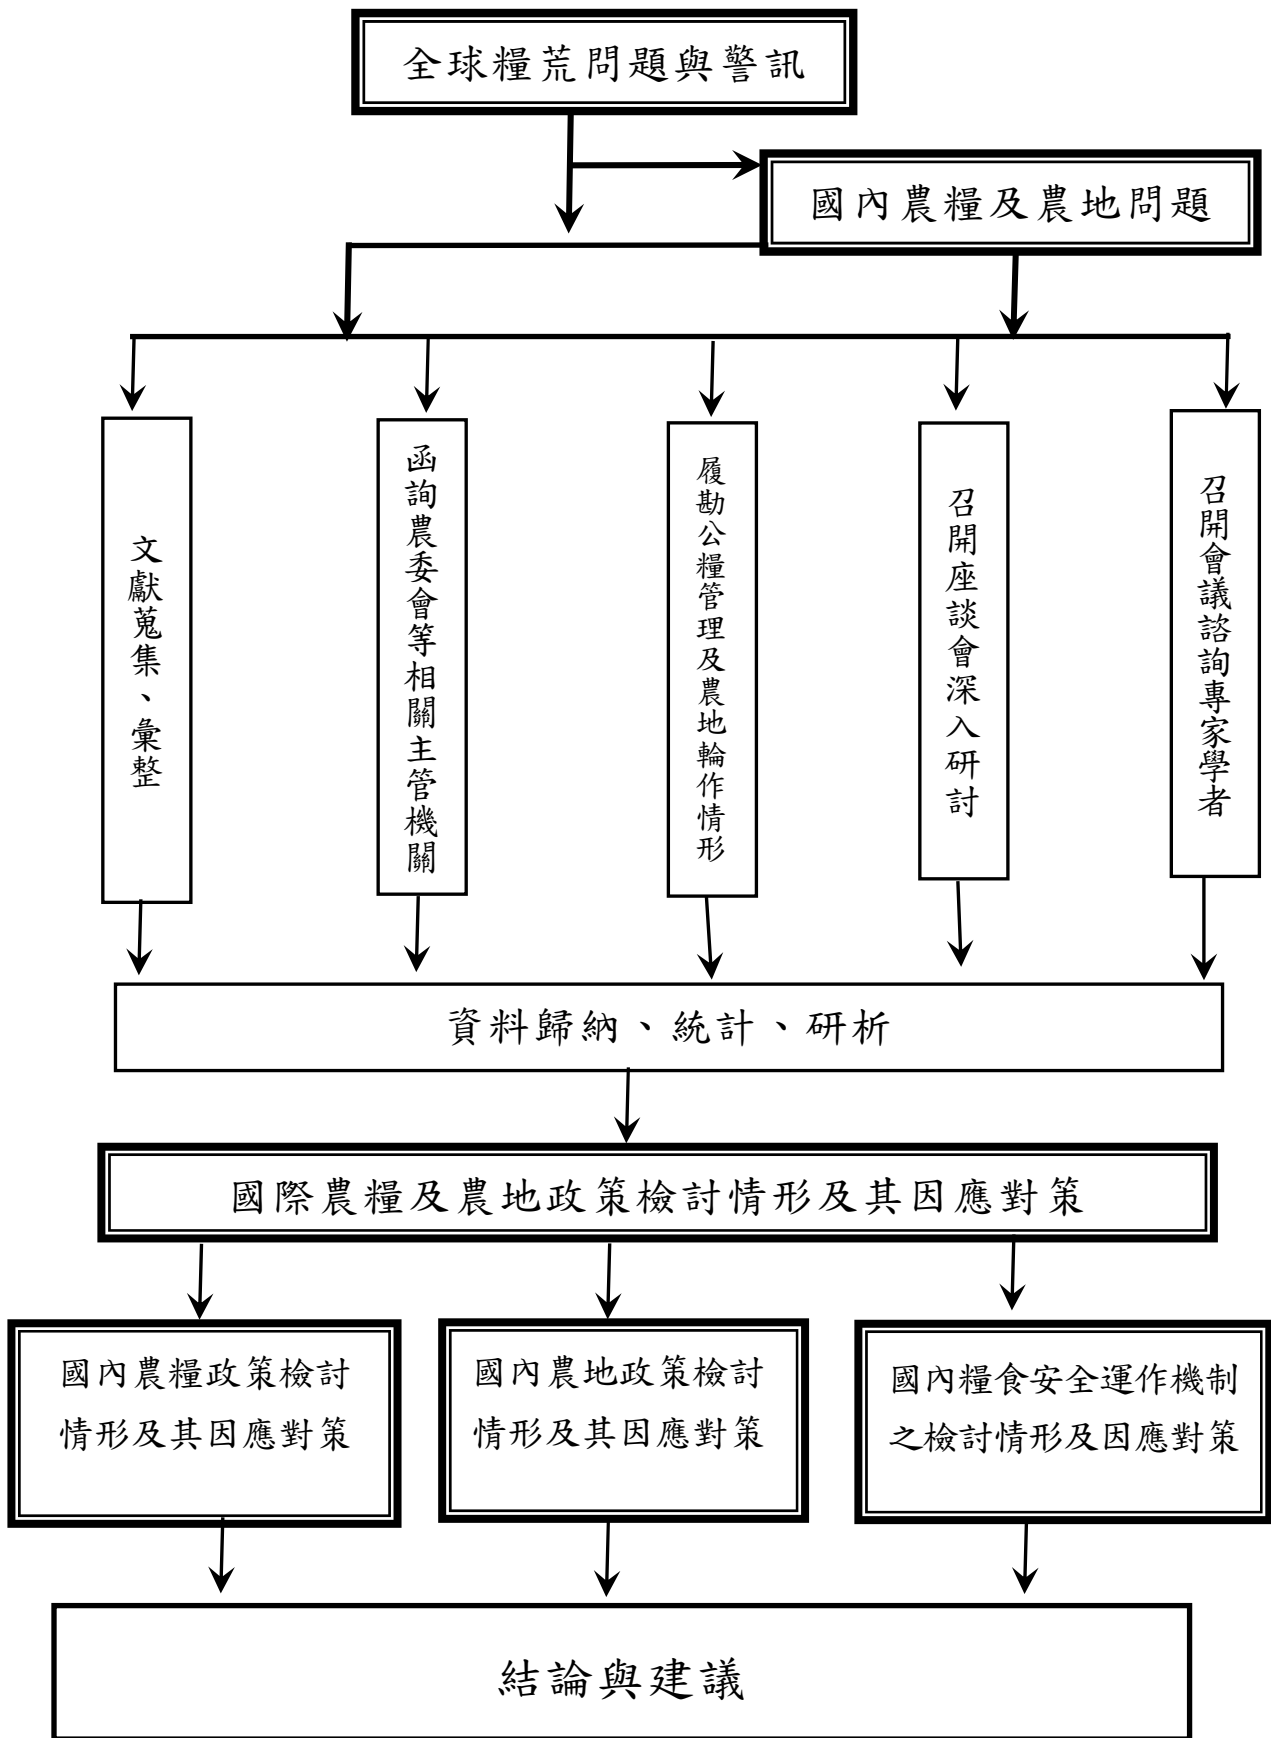 全球糧荒問題與警訊
國內農糧及農地問題
文獻蒐集、彙整
函詢農委會等相關主管機關
履勘公糧管理及農地輪作情形
召開座談會深入研討
召開會議諮詢專家學者
資料歸納、統計、研析
國際農糧及農地政策檢討情形及其因應對策
國內農糧政策檢討
情形及其因應對策
國內農地政策檢討
情形及其因應對策
國內糧食安全運作機制
之檢討情形及因應對策
結論與建議